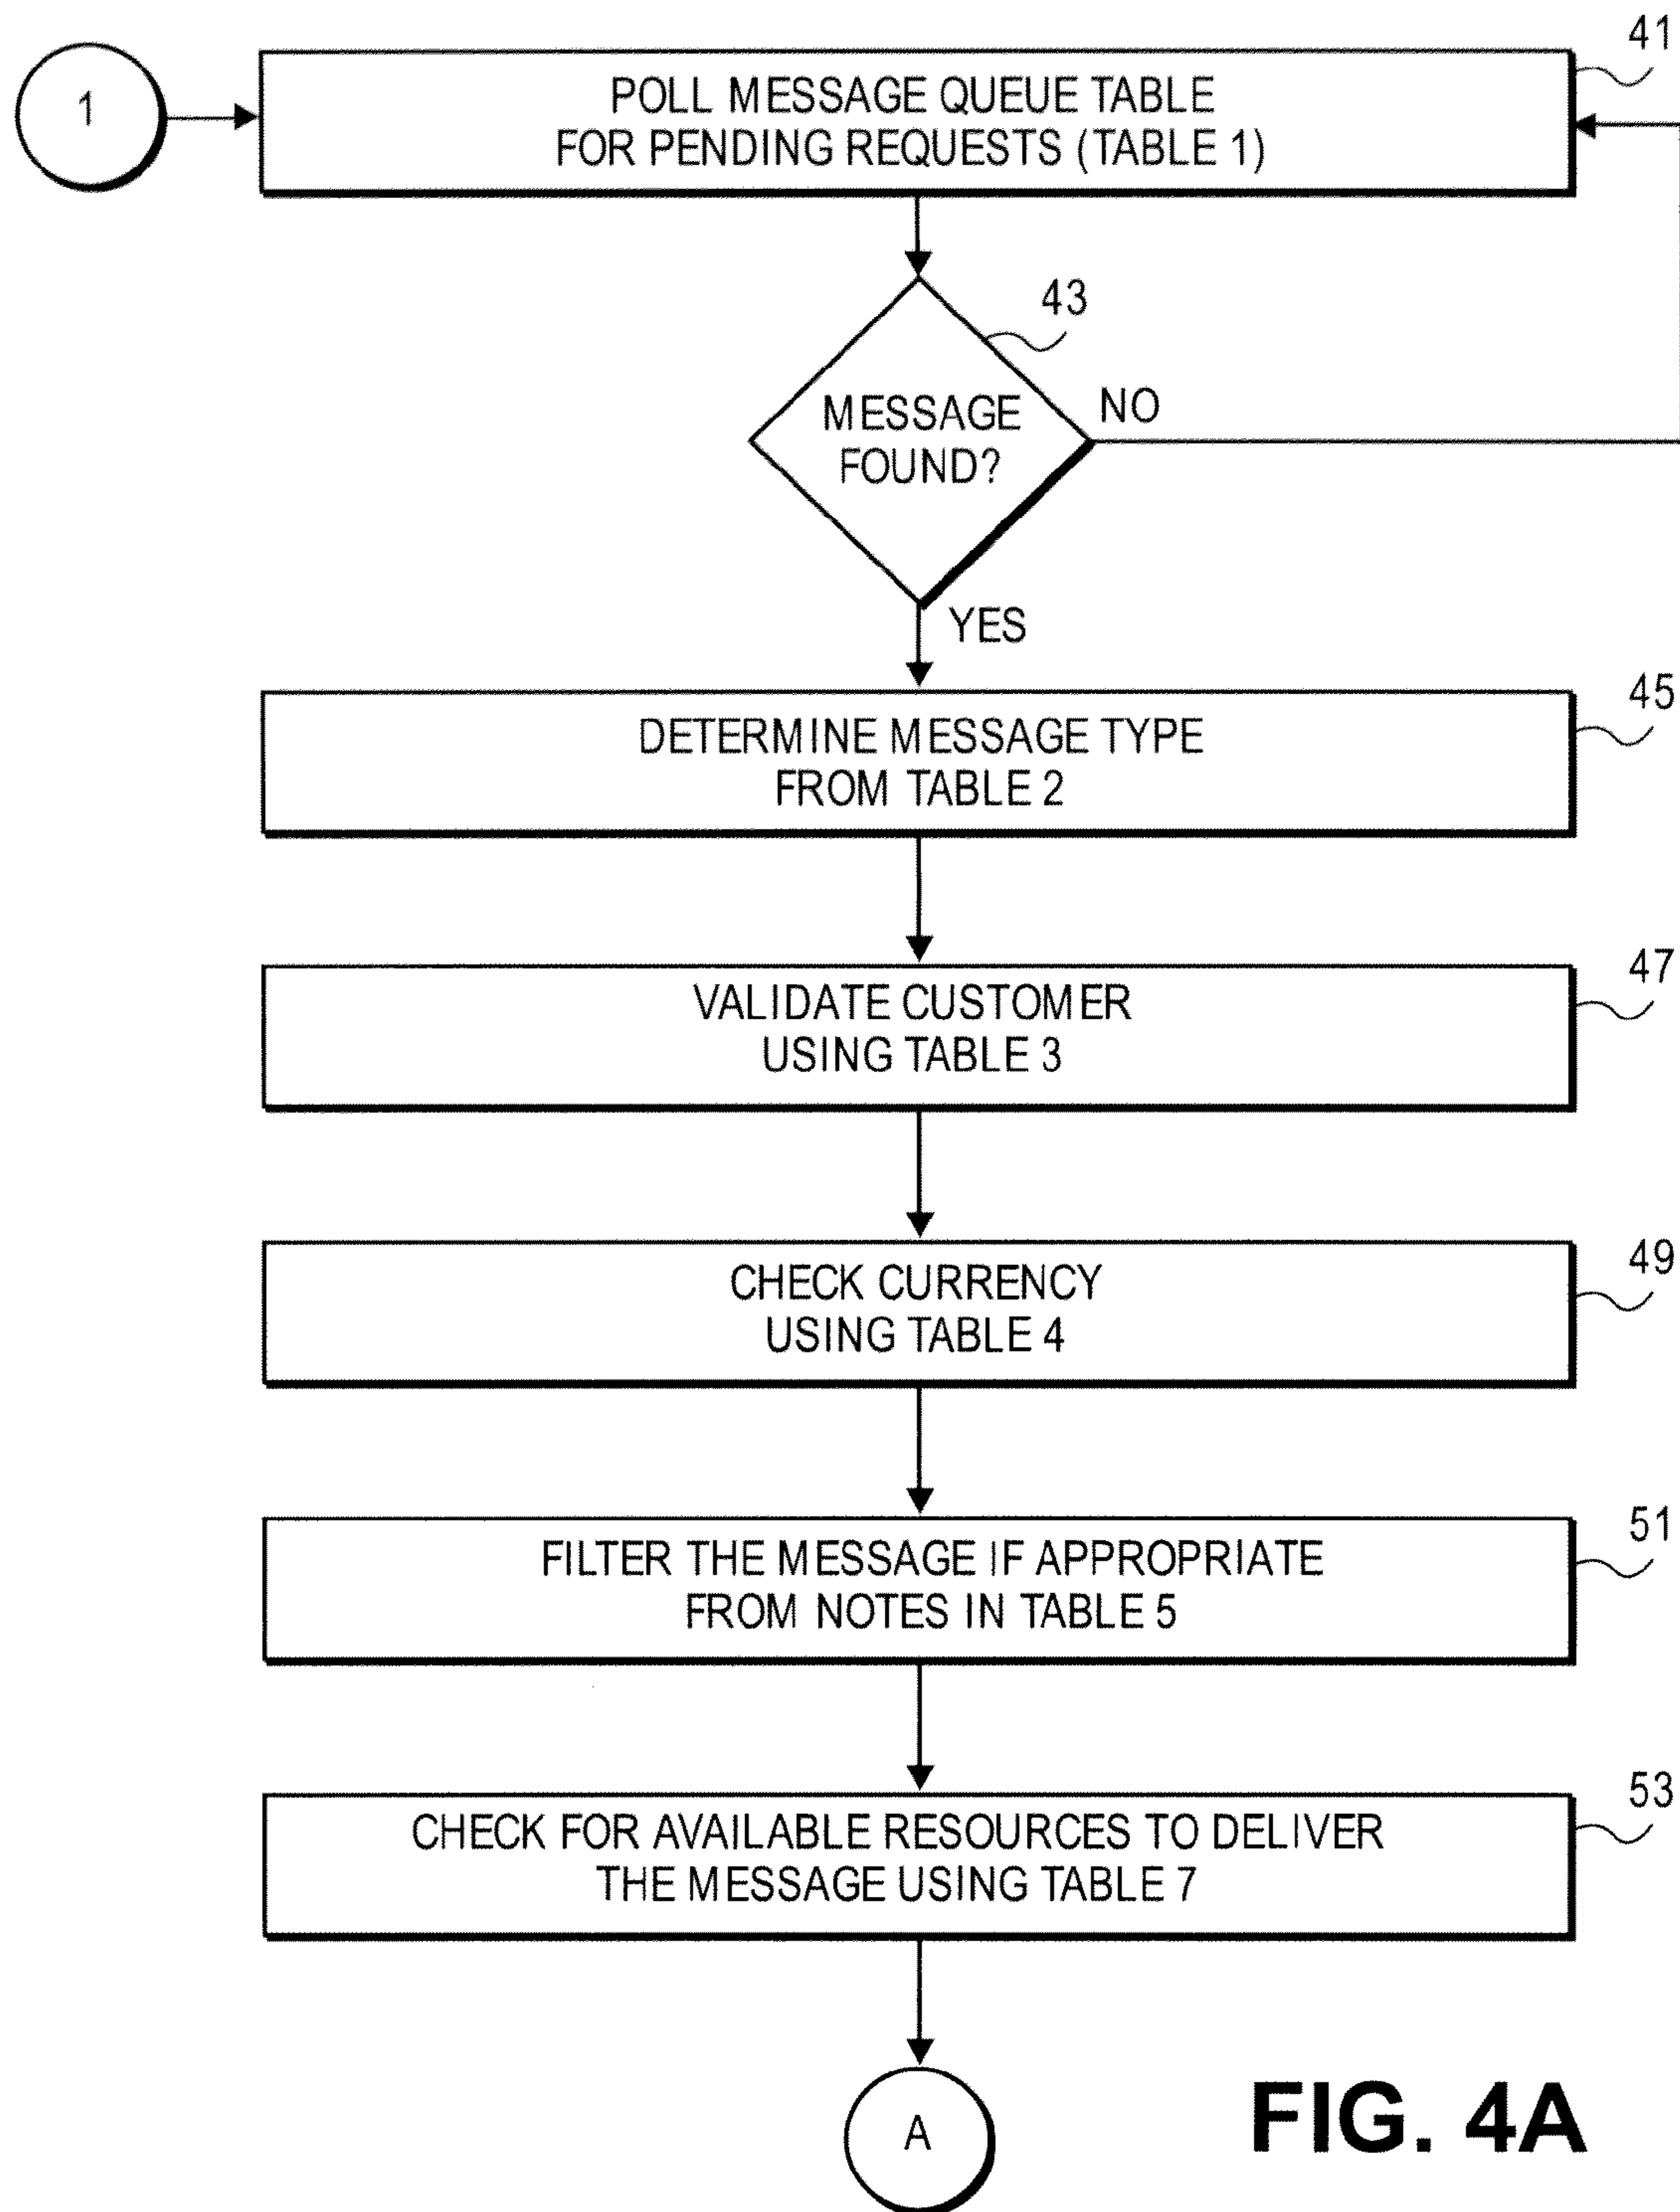 41
1
POLL MESSAGE QUEUE TABLE
FOR PENDING REQUESTS (TABLE 1)
43
MESSAGE
FOUND?
NO
YES
45
DETERMINE MESSAGE TYPE
FROM TABLE 2
47
VALIDATE CUSTOMER
USING TABLE 3
49
CHECK CURRENCY
USING TABLE 4
51
FILTER THE MESSAGE IF APPROPRIATE
FROM NOTES IN TABLE 5
53
CHECK FOR AVAILABLE RESOURCES TO DELIVER
THE MESSAGE USING TABLE 7
A
FIG. 4A